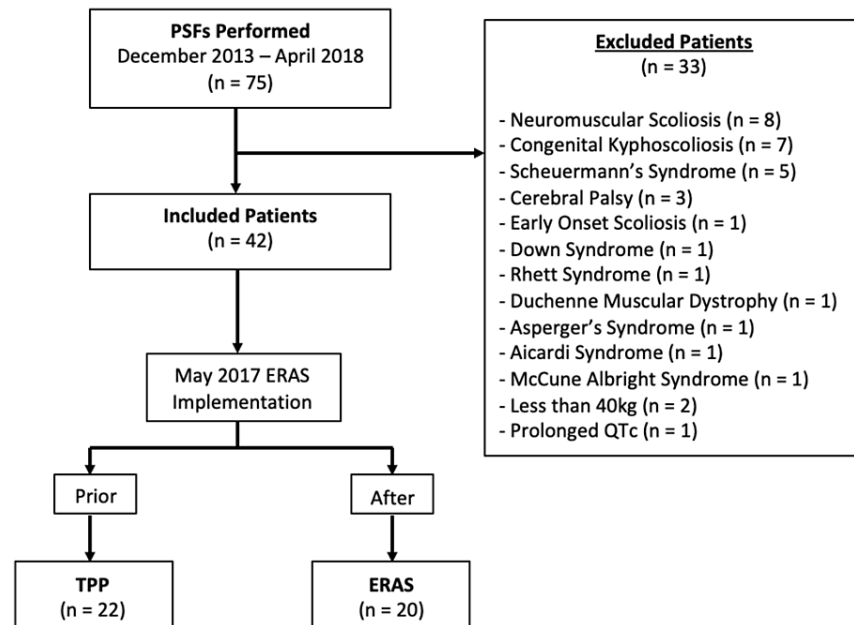 PSFs Performed
December 2013 – April 2018
(n = 75)
Excluded Patients
(n = 33)
- Neuromuscular Scoliosis (n = 8)
- Congenital Kyphoscoliosis (n = 7)
- Scheuermann’s Syndrome (n = 5)
- Cerebral Palsy (n = 3)
- Early Onset Scoliosis (n = 1)
- Down Syndrome (n = 1)
- Rhett Syndrome (n = 1)
- Duchenne Muscular Dystrophy (n = 1)
- Asperger’s Syndrome (n = 1)
- Aicardi Syndrome (n = 1)
- McCune Albright Syndrome (n = 1)
- Less than 40kg (n = 2)
- Prolonged QTc (n = 1)
Included Patients
(n = 42)
May 2017 ERAS
Implementation
Prior
After
TPP
(n = 22)
ERAS
(n = 20)